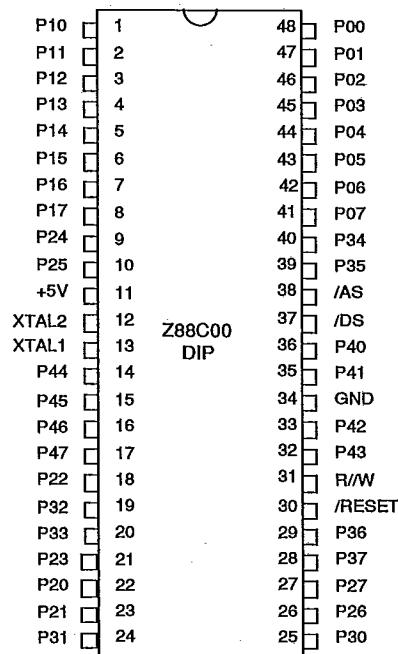 P10 1 48 P00
P11 2 47 P01
P12 3 46 P02
P13 4 45 P03
P14 5 44 P04
P15 6 43 P05
P16 7 42 P06
P17 8 41 P07
P24 9 40 P34
P25 10 39 P35
+5V 11 38 /AS
XTAL2 12 37 /DS
Z88C00
XTAL1 13 36 P40
DIP
P44 14 35 P41
P45 15 34 GND
P46 16 33 P42
P47 17 32 P43
P22 18 31 R//W
P32 19 30 /RESET
P33 20 29 P36
P23 21 28 P37
P20 22 27 P27
P21 23 26 P26
P31 24 25 P30